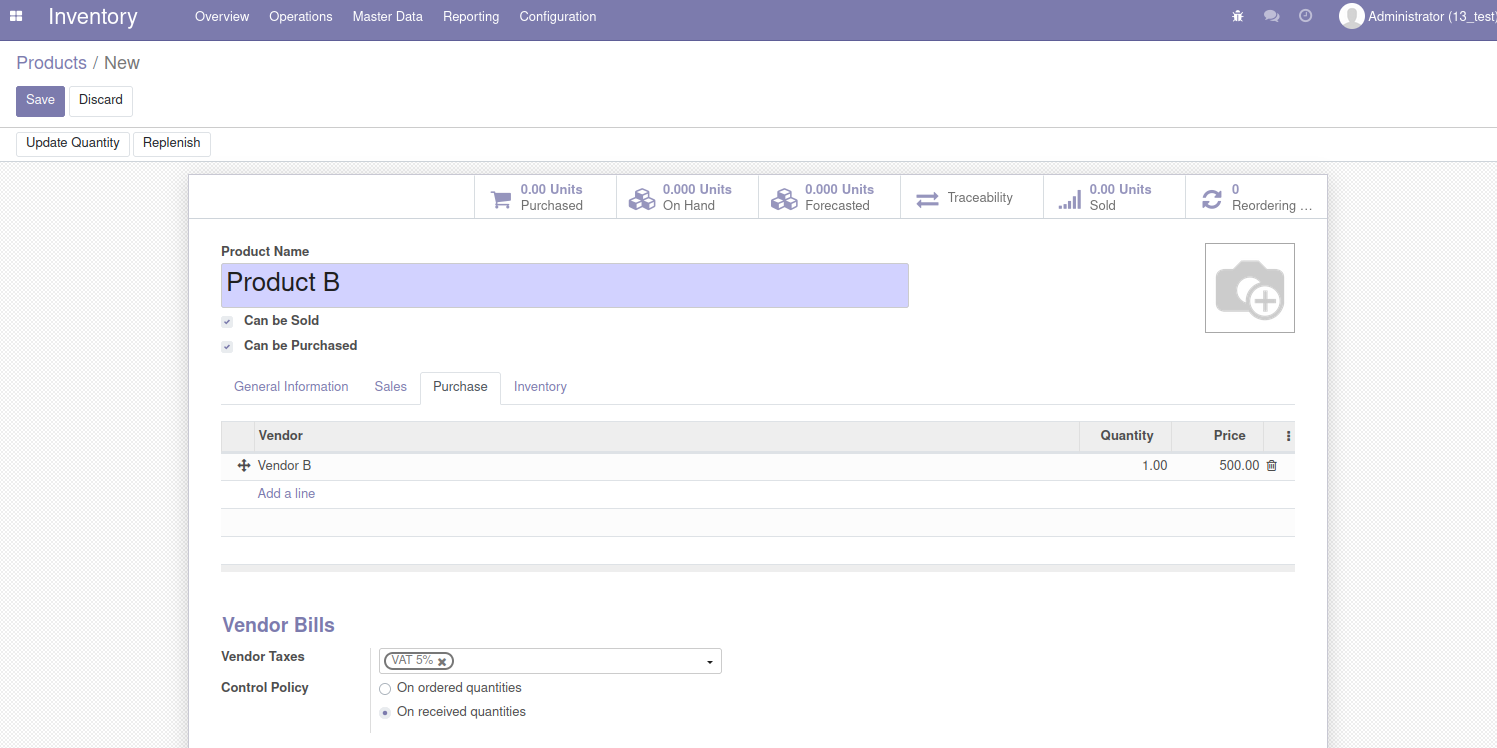 Inventory Overview Operations Master Data Reporting Configuration Administrator (13_test)
Products / New
Save Discard
Update Quantity Replenish
0.00 Units
Purchased
0.000 Units
On Hand
0.000 Units
Forecasted
Traceability
0.00 Units
Sold
0
Reordering ...
Product Name
Product B
Can be Sold
Can be Purchased
General Information Sales Purchase Inventory
Vendor Quantity Price
Vendor B 1.00 500.00
Add a line
Vendor Bills
Vendor Taxes VAT 5%
Control Policy On ordered quantities
On received quantities